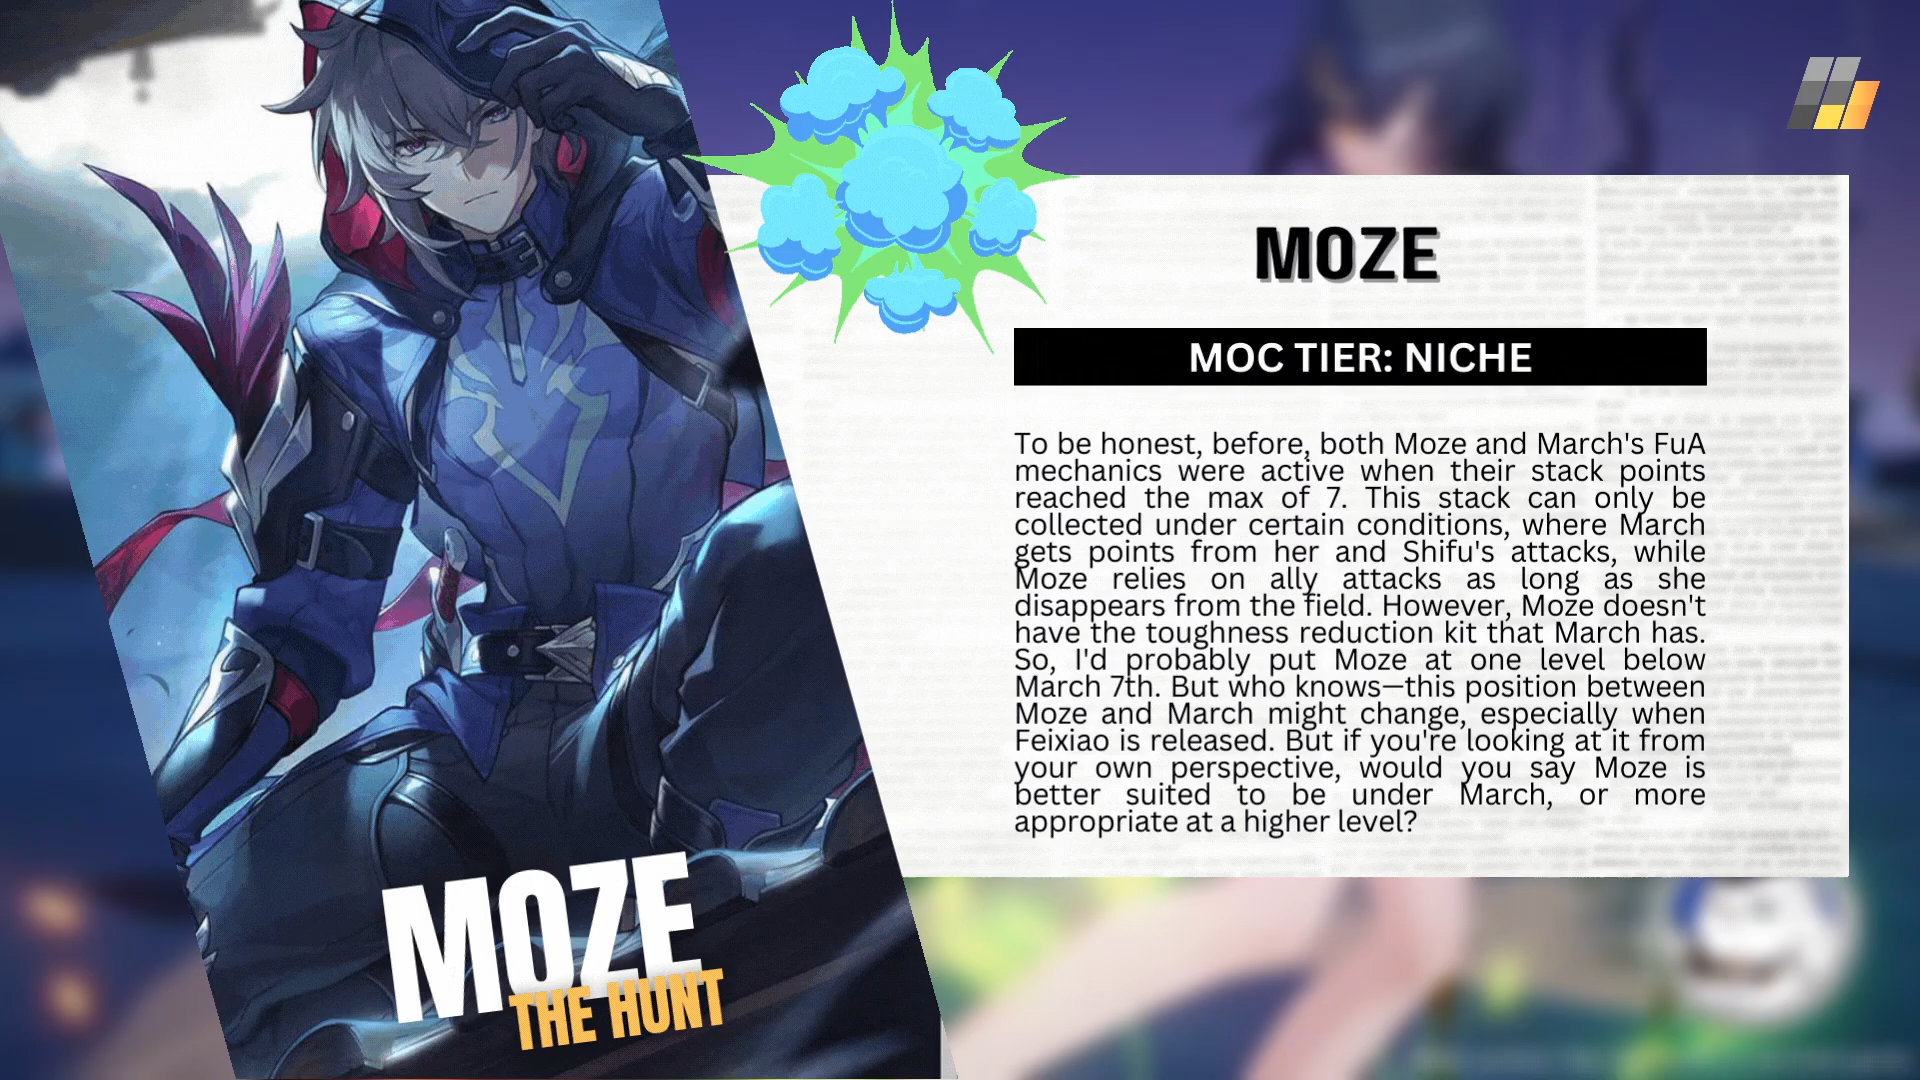 MOZE
MOC TIER: NICHE
To be honest, before, both Moze and March's FuA
mechanics were active when their stack points
reached the max of 7. This stack can only be
collected under certain conditions, where March
gets points from her and Shifu's attacks, while
Moze relies on ally attacks as long as she
disappears from the field. However, Moze doesn't
have the toughness reduction kit that March has.
So, I'd probably put Moze at one level below
March 7th. But who knows—this position between
Moze and March might change, especially when
Feixiao is released. But if you're looking at it from
your own perspective, would you say Moze is
better suited to be under March, or more
appropriate at a higher level?
MOZE
THE HUNT